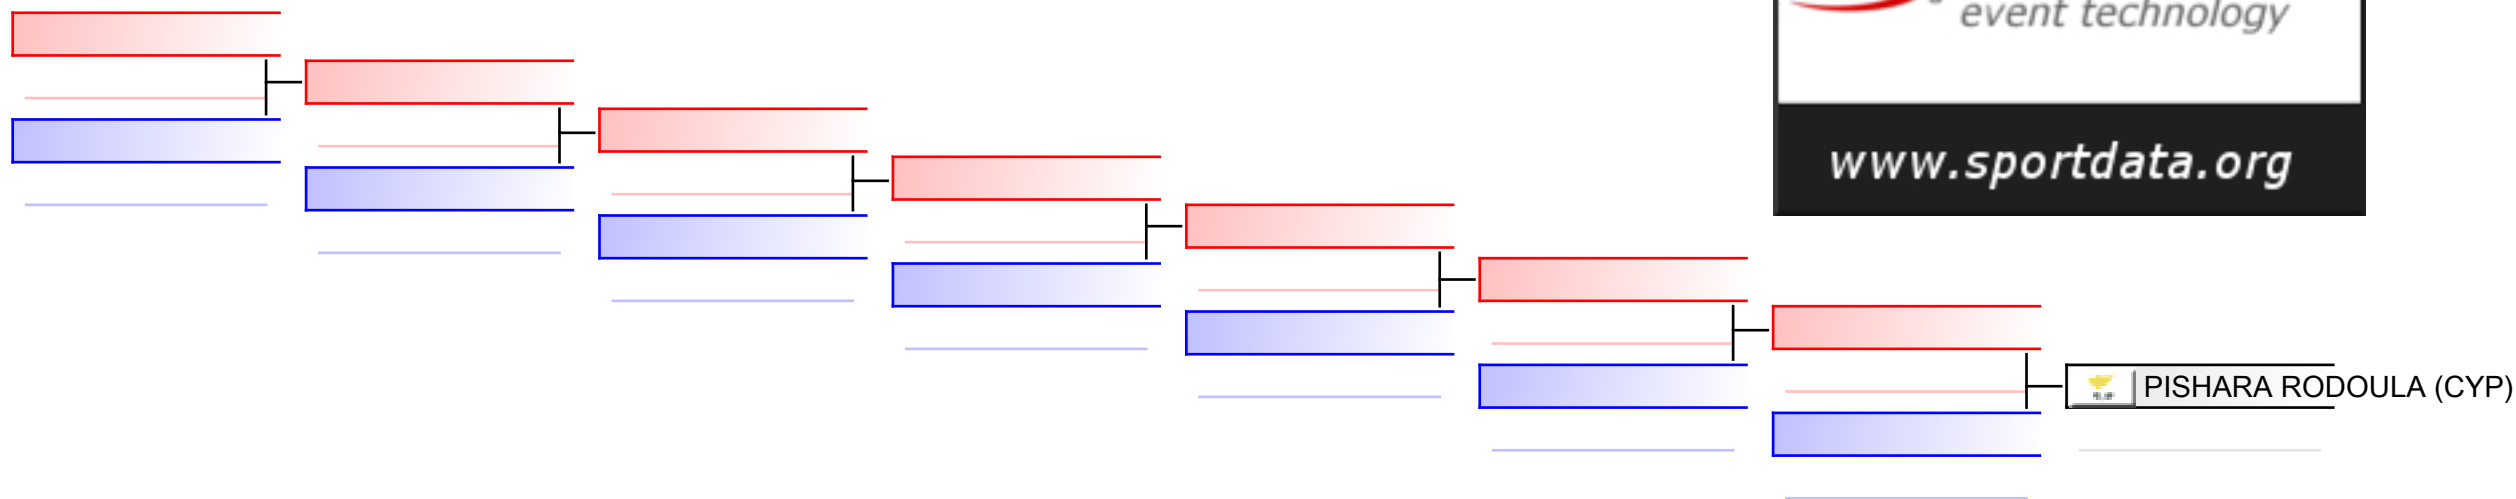 event technology
www.sportdata.org
PISHARA RODOULA (CYP)